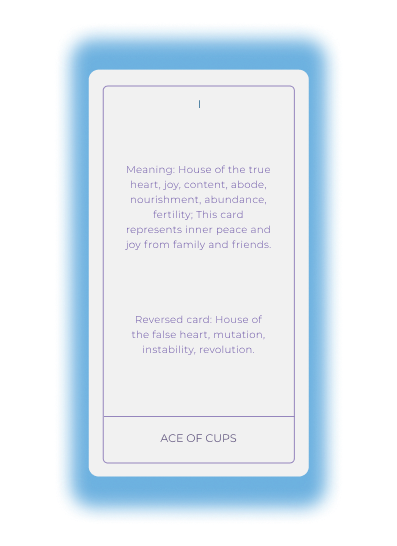 I
Meaning: House of the true
heart, joy, content, abode,
nourishment, abundance,
fertility; This card
represents inner peace and
joy from family and friends.
Reversed card: House of
the false heart, mutation,
instability, revolution.
ACE OF CUPS